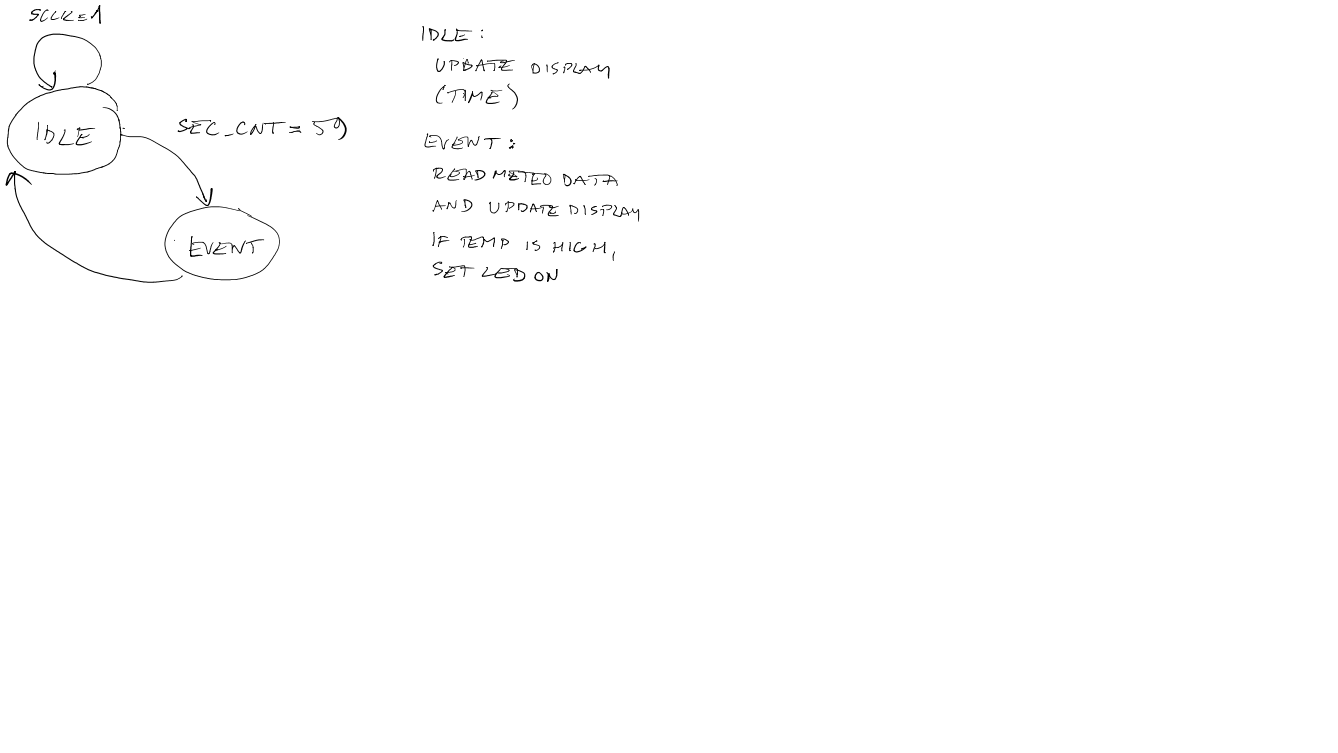 SCLK=1
IDLE
SEC_CNT = 59
EVENT
IDLE:
UPDATE DISPLAY
(TIME)
EVENT:
READ METEO DATA
AND UPDATE DISPLAY
IF TEMP IS HIGH,
SET LED ON